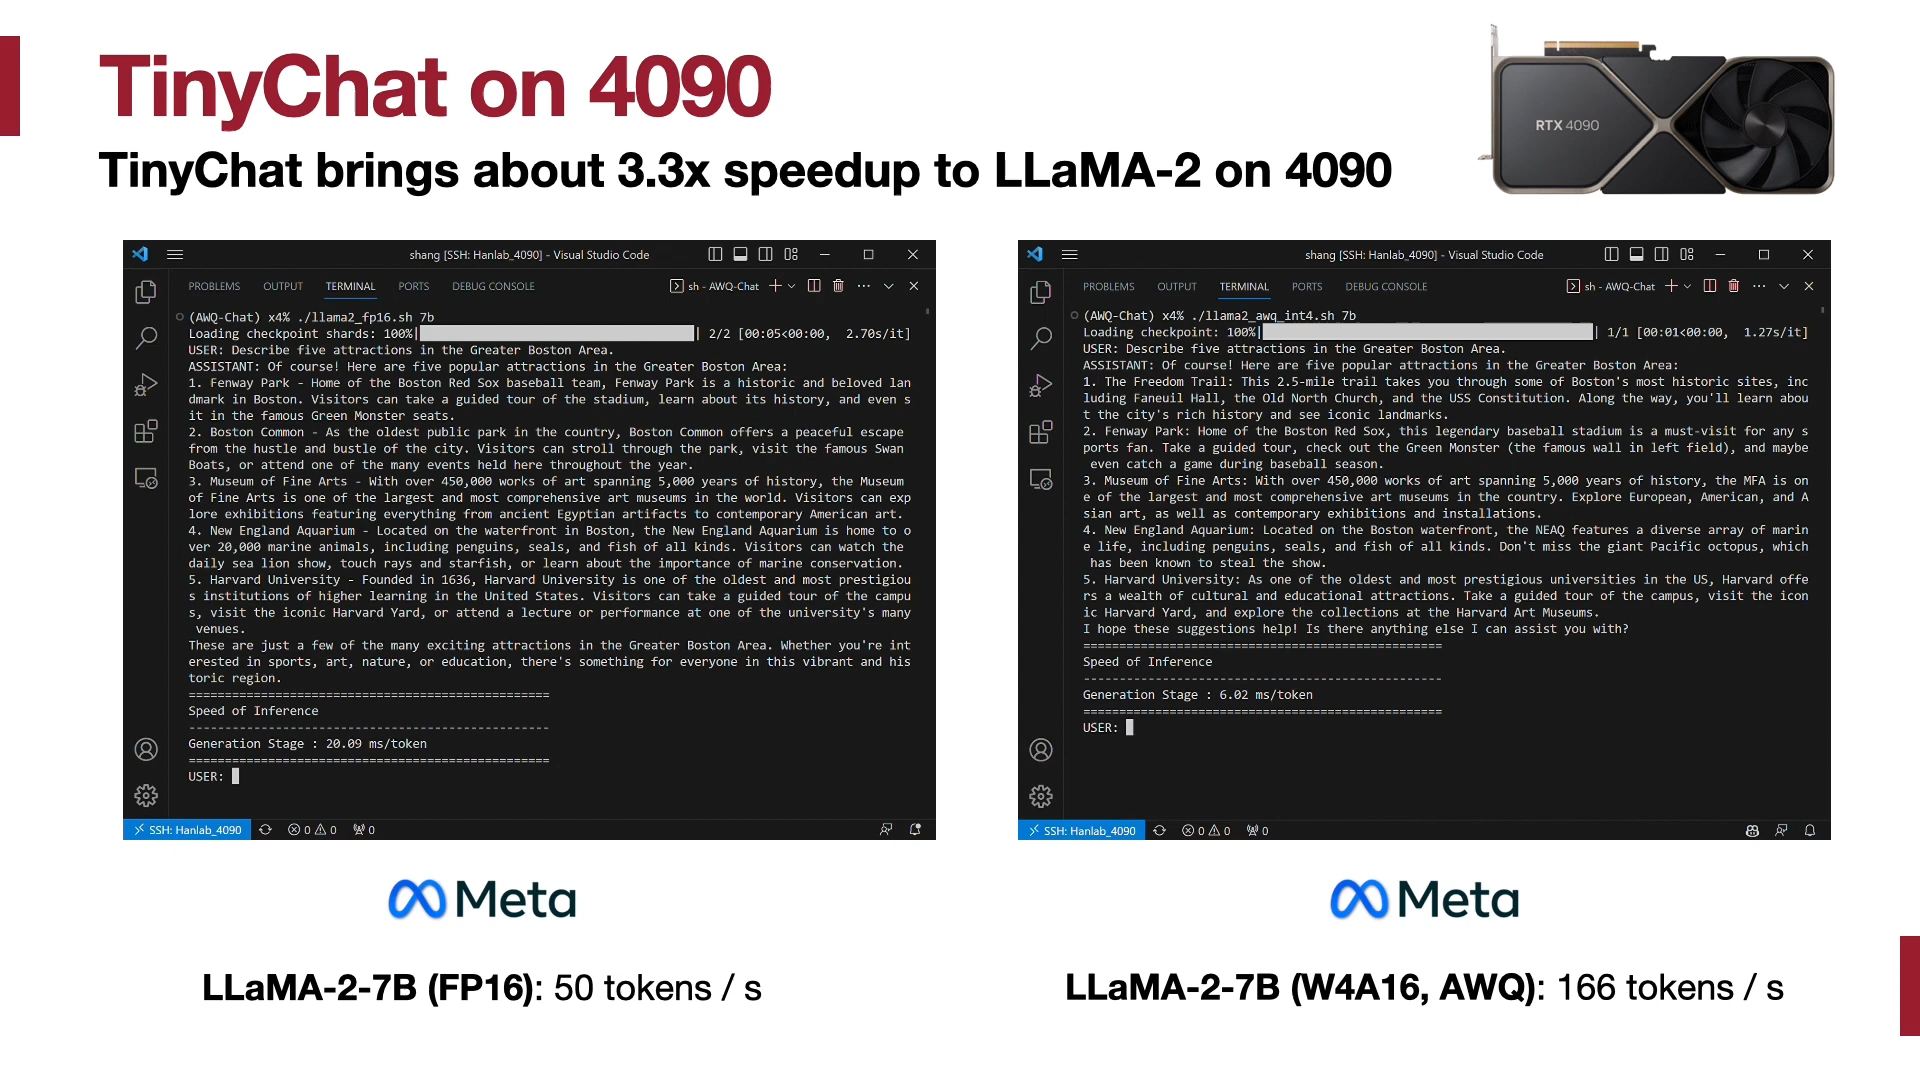 TinyChat on 4090
TinyChat brings about 3.3x speedup to LLaMA-2 on 4090
RTX 4090
shang [SSH: Hanlab_4090] - Visual Studio Code
PROBLEMS OUTPUT TERMINAL PORTS DEBUG CONSOLE sh - AWQ-Chat
(AWQ-Chat) x4% ./llama2_fp16.sh 7b
Loading checkpoint shards: 100%| | 2/2 [00:05<00:00, 2.70s/it]
USER: Describe five attractions in the Greater Boston Area.
ASSISTANT: Of course! Here are five popular attractions in the Greater Boston Area:
1. Fenway Park - Home of the Boston Red Sox baseball team, Fenway Park is a historic and beloved lan
dmark in Boston. Visitors can take a guided tour of the stadium, learn about its history, and even s
it in the famous Green Monster seats.
2. Boston Common - As the oldest public park in the country, Boston Common offers a peaceful escape
from the hustle and bustle of the city. Visitors can stroll through the park, visit the famous Swan
Boats, or attend one of the many events held here throughout the year.
3. Museum of Fine Arts - With over 450,000 works of art spanning 5,000 years of history, the Museum
of Fine Arts is one of the largest and most comprehensive art museums in the world. Visitors can exp
lore exhibitions featuring everything from ancient Egyptian artifacts to contemporary American art.
4. New England Aquarium - Located on the waterfront in Boston, the New England Aquarium is home to o
ver 20,000 marine animals, including penguins, seals, and fish of all kinds. Visitors can watch the
daily sea lion show, touch rays and starfish, or learn about the importance of marine conservation.
5. Harvard University - Founded in 1636, Harvard University is one of the oldest and most prestigiou
s institutions of higher learning in the United States. Visitors can take a guided tour of the campu
s, visit the iconic Harvard Yard, or attend a lecture or performance at one of the university's many
venues.
These are just a few of the many exciting attractions in the Greater Boston Area. Whether you're int
erested in sports, art, nature, or education, there's something for everyone in this vibrant and his
toric region.
==================================================
Speed of Inference
--------------------------------------------------
Generation Stage : 20.09 ms/token
==================================================
USER:
SSH: Hanlab_4090 0 0 0
Meta
LLaMA-2-7B (FP16): 50 tokens / s
shang [SSH: Hanlab_4090] - Visual Studio Code
PROBLEMS OUTPUT TERMINAL PORTS DEBUG CONSOLE sh - AWQ-Chat
(AWQ-Chat) x4% ./llama2_awq_int4.sh 7b
Loading checkpoint: 100%| | 1/1 [00:01<00:00, 1.27s/it]
USER: Describe five attractions in the Greater Boston Area.
ASSISTANT: Of course! Here are five popular attractions in the Greater Boston Area:
1. The Freedom Trail: This 2.5-mile trail takes you through some of Boston's most historic sites, inc
luding Faneuil Hall, the Old North Church, and the USS Constitution. Along the way, you'll learn abou
t the city's rich history and see iconic landmarks.
2. Fenway Park: Home of the Boston Red Sox, this legendary baseball stadium is a must-visit for any s
ports fan. Take a guided tour, check out the Green Monster (the famous wall in left field), and maybe
even catch a game during baseball season.
3. Museum of Fine Arts: With over 450,000 works of art spanning 5,000 years of history, the MFA is on
e of the largest and most comprehensive art museums in the country. Explore European, American, and A
sian art, as well as contemporary exhibitions and installations.
4. New England Aquarium: Located on the Boston waterfront, the NEAQ features a diverse array of marin
e life, including penguins, seals, and fish of all kinds. Don't miss the giant Pacific octopus, which
has been known to steal the show.
5. Harvard University: As one of the oldest and most prestigious universities in the US, Harvard offe
rs a wealth of cultural and educational attractions. Take a guided tour of the campus, visit the icon
ic Harvard Yard, and explore the collections at the Harvard Art Museums.
I hope these suggestions help! Is there anything else I can assist you with?
==================================================
Speed of Inference
--------------------------------------------------
Generation Stage : 6.02 ms/token
==================================================
USER:
SSH: Hanlab_4090 0 0 0
Meta
LLaMA-2-7B (W4A16, AWQ): 166 tokens / s